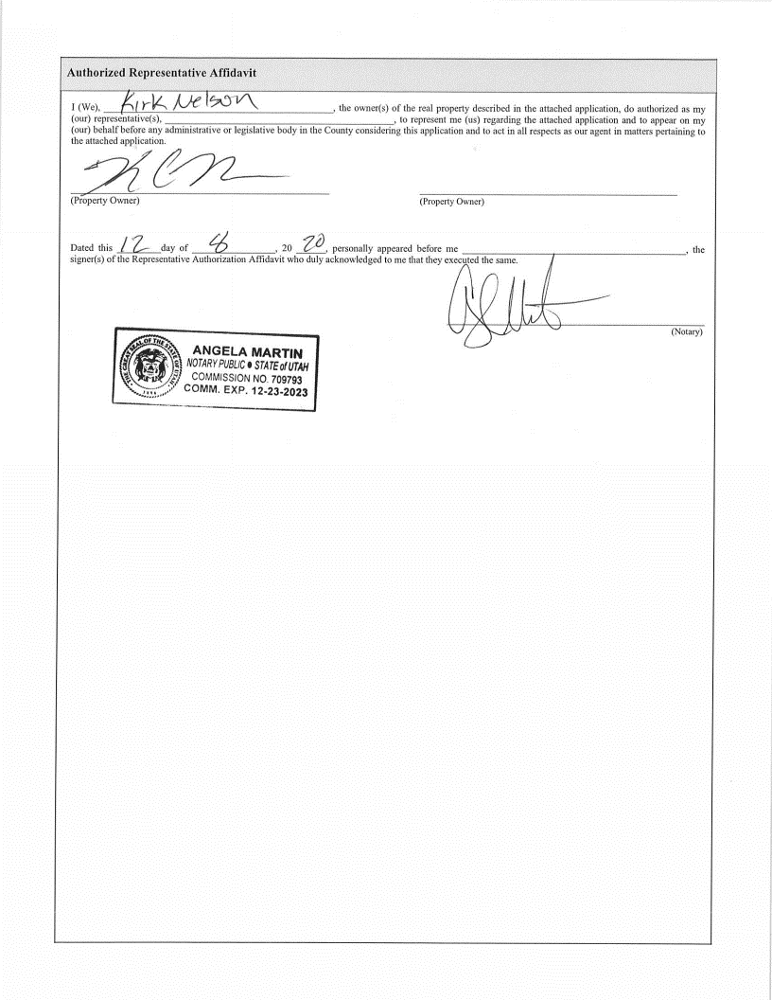 Authorized Representative Affidavit
I (We), Kirk Nelson, the owner(s) of the real property described in the attached application, do authorized as my
(our) representative(s), , to represent me (us) regarding the attached application and to appear on my
(our) behalf before any administrative or legislative body in the County considering this application and to act in all respects as our agent in matters pertaining to
the attached application.
(Property Owner) (Property Owner)
Dated this 12 day of 8, 20 20, personally appeared before me , the
signer(s) of the Representative Authorization Affidavit who duly acknowledged to me that they executed the same.
(Notary)
THE GREAT SEAL OF THE STATE OF UTAH
1896
ANGELA MARTIN
NOTARY PUBLIC ● STATE of UTAH
COMMISSION NO. 709793
COMM. EXP. 12-23-2023